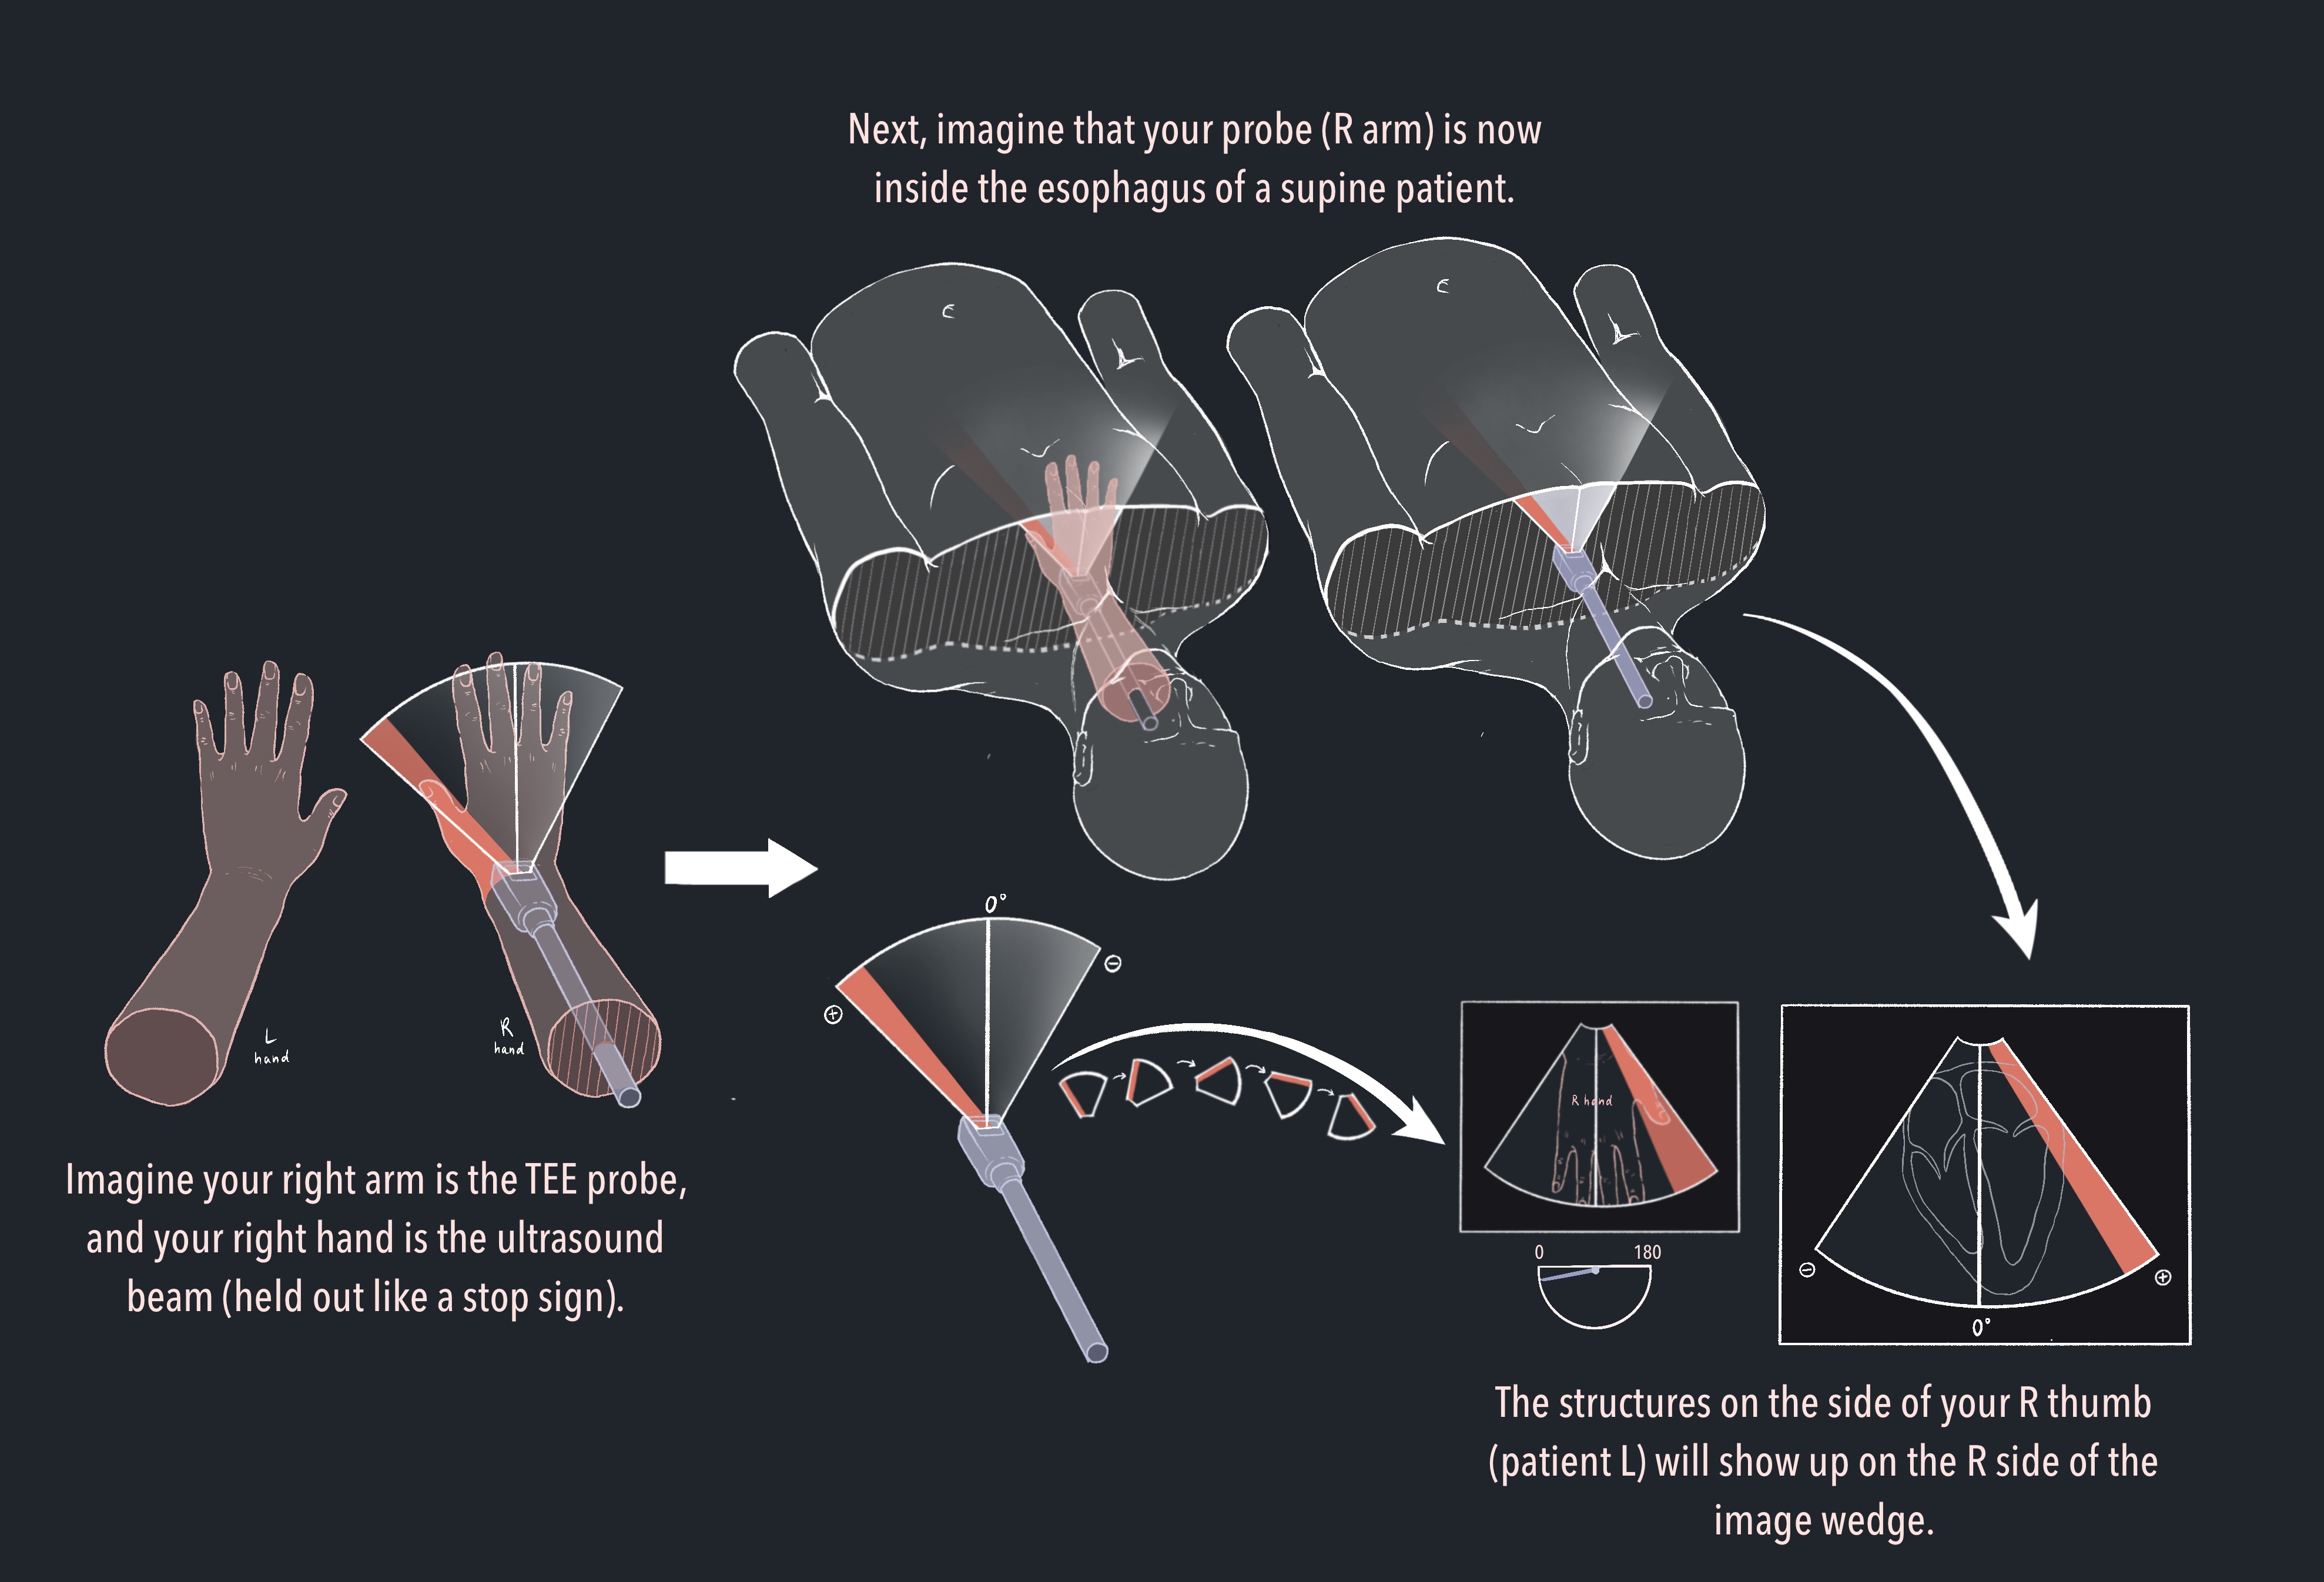 Next, imagine that your probe (R arm) is now
inside the esophagus of a supine patient.
L
hand
R
hand
Imagine your right arm is the TEE probe,
and your right hand is the ultrasound
beam (held out like a stop sign).
0°
+
−
R hand
0
180
−
+
0°
The structures on the side of your R thumb
(patient L) will show up on the R side of the
image wedge.